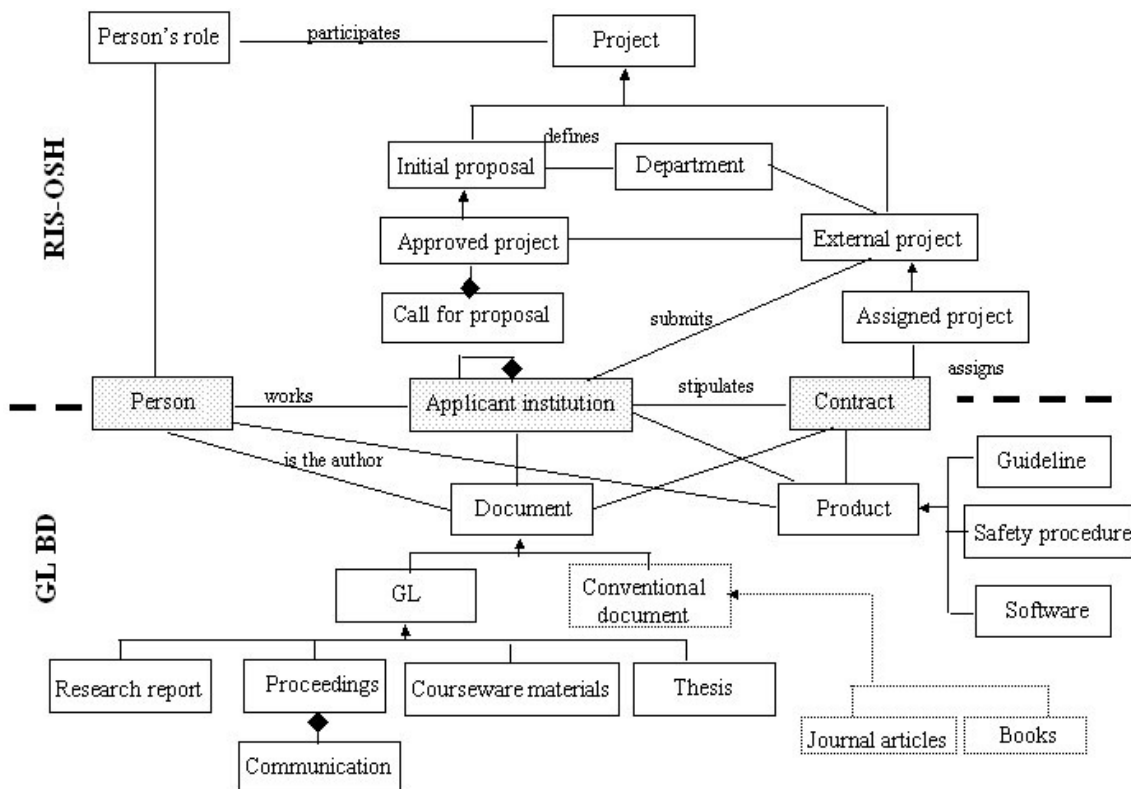 Person's role
participates
Project
RIS-OSH
defines
Initial proposal
Department
Approved project
External project
Call for proposal
submits
Assigned project
assigns
Person
works
Applicant institution
stipulates
Contract
is the author
Guideline
GL BD
Document
Product
Safety procedure
GL
Conventional
document
Software
Research report
Proceedings
Courseware materials
Thesis
Journal articles
Books
Communication